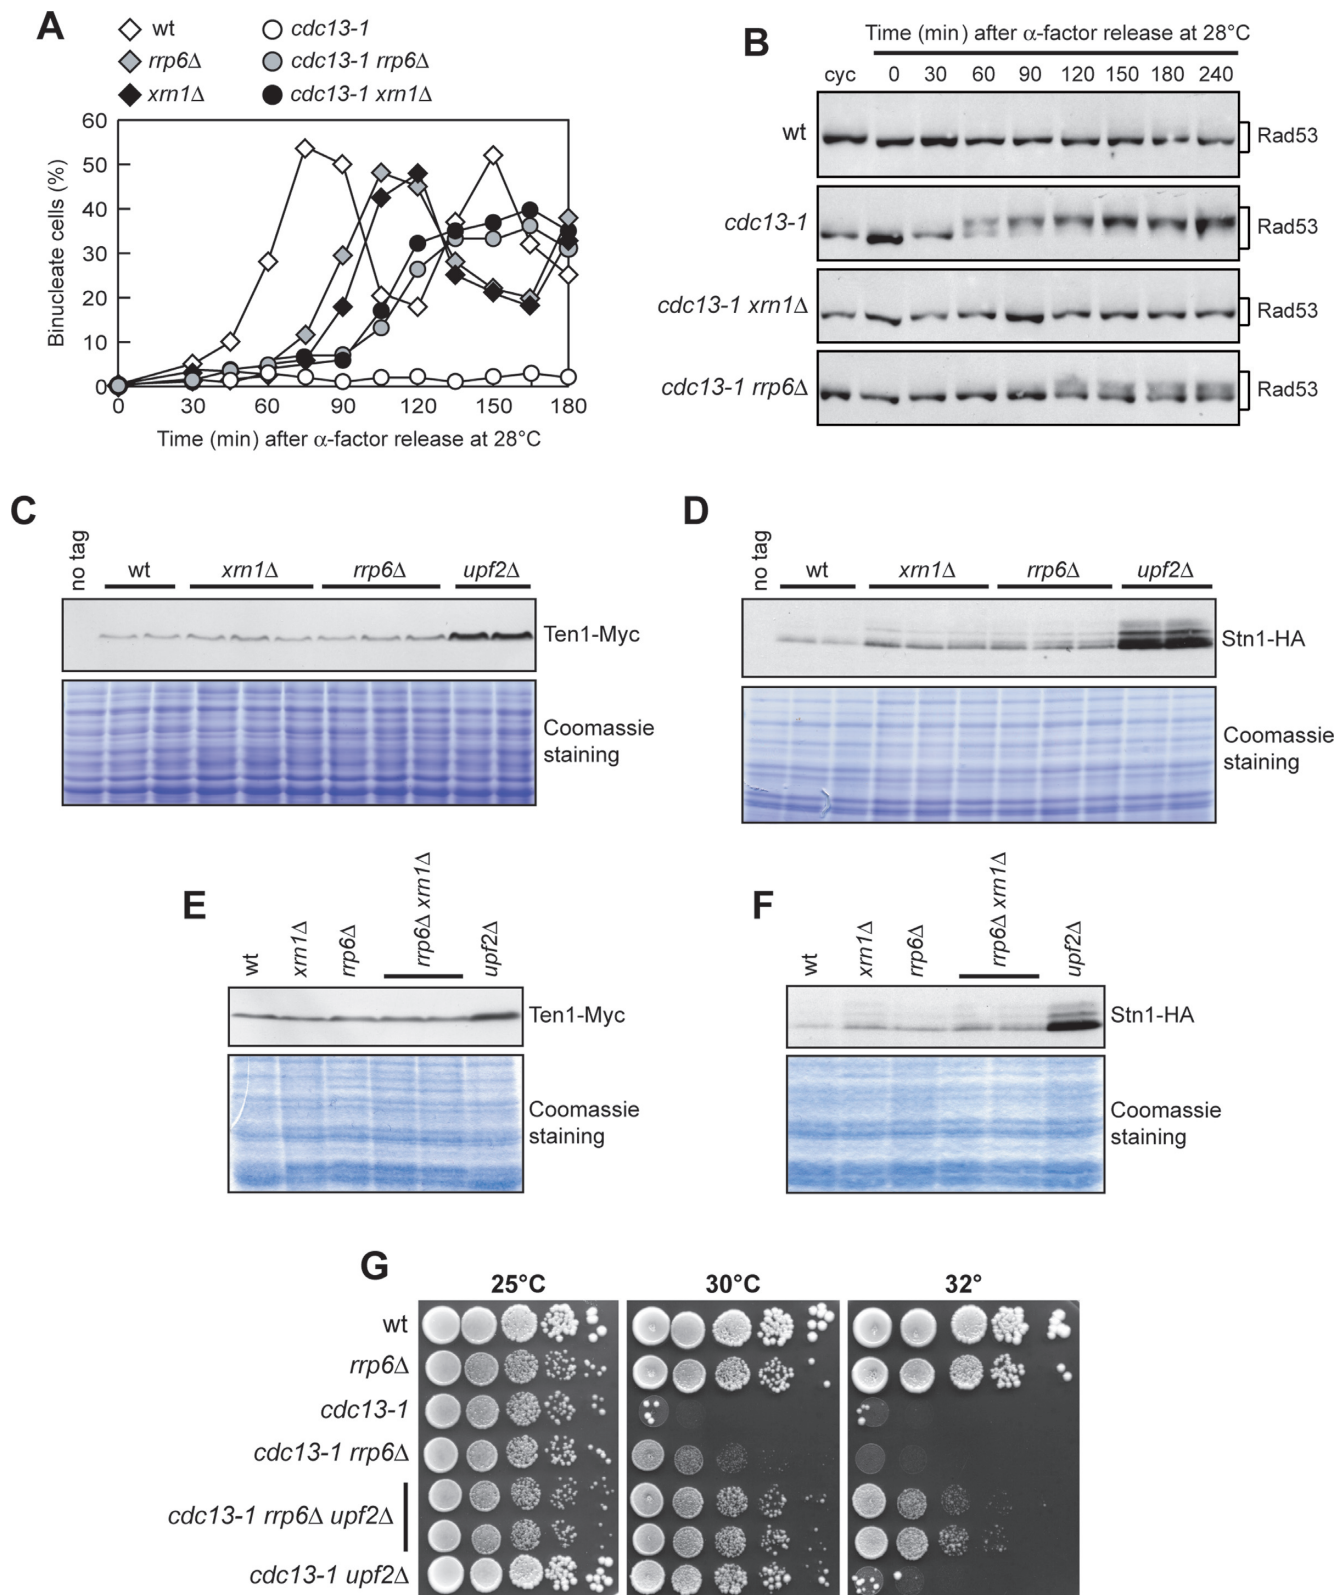 A
wt
cdc13-1
rrp6Δ
cdc13-1 rrp6Δ
xrn1Δ
cdc13-1 xrn1Δ
Binucleate cells (%)
60
50
40
30
20
10
0
0 30 60 90 120 150 180
Time (min) after α-factor release at 28°C
B
Time (min) after α-factor release at 28°C
cyc 0 30 60 90 120 150 180 240
wt Rad53
cdc13-1 Rad53
cdc13-1 xrn1Δ Rad53
cdc13-1 rrp6Δ Rad53
C
no tag wt xrn1Δ rrp6Δ upf2Δ
Ten1-Myc
Coomassie
staining
D
no tag wt xrn1Δ rrp6Δ upf2Δ
Stn1-HA
Coomassie
staining
E
wt xrn1Δ rrp6Δ rrp6Δ xrn1Δ upf2Δ
Ten1-Myc
Coomassie
staining
F
wt xrn1Δ rrp6Δ rrp6Δ xrn1Δ upf2Δ
Stn1-HA
Coomassie
staining
G
25°C 30°C 32°
wt
rrp6Δ
cdc13-1
cdc13-1 rrp6Δ
cdc13-1 rrp6Δ upf2Δ
cdc13-1 upf2Δ